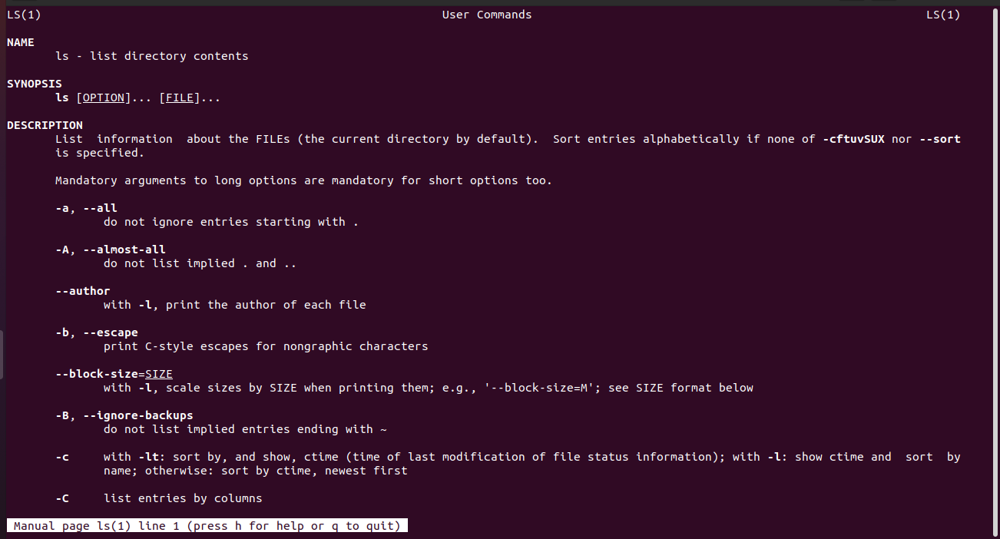 LS(1) User Commands LS(1)
NAME
ls - list directory contents
SYNOPSIS
ls [OPTION]... [FILE]...
DESCRIPTION
List information about the FILEs (the current directory by default). Sort entries alphabetically if none of -cftuvSUX nor --sort
is specified.
Mandatory arguments to long options are mandatory for short options too.
-a, --all
do not ignore entries starting with .
-A, --almost-all
do not list implied . and ..
--author
with -l, print the author of each file
-b, --escape
print C-style escapes for nongraphic characters
--block-size=SIZE
with -l, scale sizes by SIZE when printing them; e.g., '--block-size=M'; see SIZE format below
-B, --ignore-backups
do not list implied entries ending with ~
-c with -lt: sort by, and show, ctime (time of last modification of file status information); with -l: show ctime and sort by
name; otherwise: sort by ctime, newest first
-C list entries by columns
Manual page ls(1) line 1 (press h for help or q to quit)